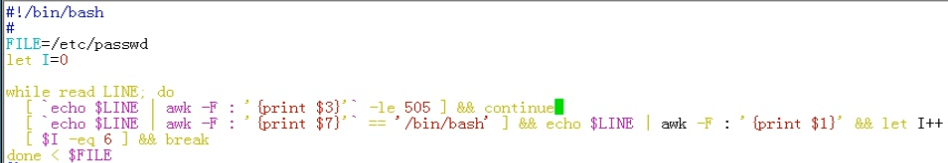 #!/bin/bash
#
FILE=/etc/passwd
let I=0
while read LINE; do
[ `echo $LINE | awk -F : '{print $3}'` -le 505 ] && continue
[ `echo $LINE | awk -F : '{print $7}'` == '/bin/bash' ] && echo $LINE | awk -F : '{print $1}' && let I++
[ $I -eq 6 ] && break
done < $FILE